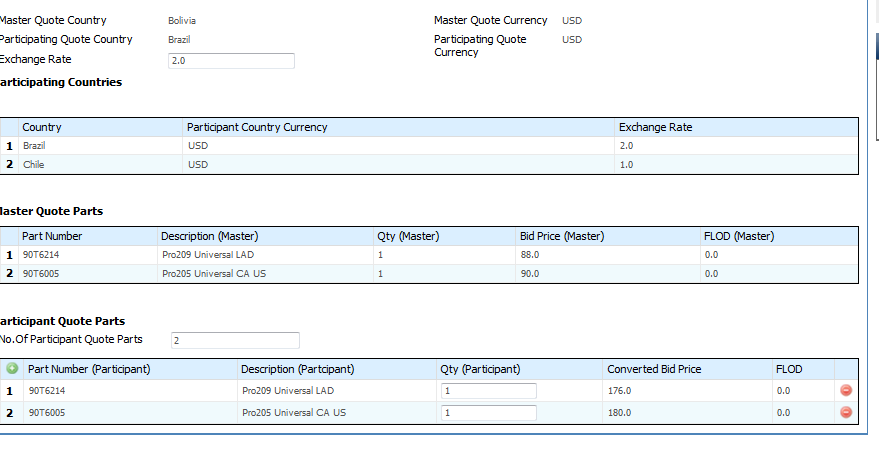 Master Quote Country Bolivia Master Quote Currency USD
Participating Quote Country Brazil Participating Quote Currency USD
Exchange Rate 2.0
articipating Countries
Country Participant Country Currency Exchange Rate
1 Brazil USD 2.0
2 Chile USD 1.0
Master Quote Parts
Part Number Description (Master) Qty (Master) Bid Price (Master) FLOD (Master)
1 90T6214 Pro209 Universal LAD 1 88.0 0.0
2 90T6005 Pro205 Universal CA US 1 90.0 0.0
articipant Quote Parts
No.Of Participant Quote Parts 2
Part Number (Participant) Description (Partcipant) Qty (Participant) Converted Bid Price FLOD
1 90T6214 Pro209 Universal LAD 1 176.0 0.0
2 90T6005 Pro205 Universal CA US 1 180.0 0.0